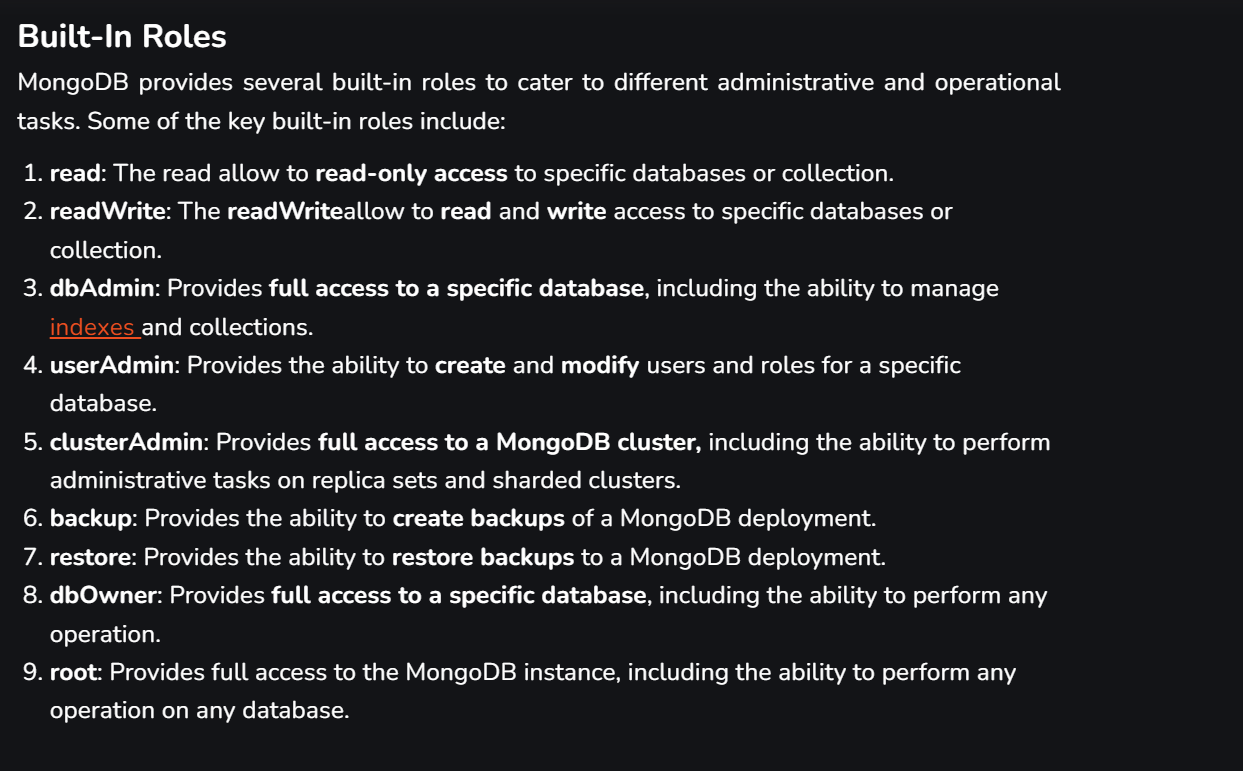 Built-In Roles
MongoDB provides several built-in roles to cater to different administrative and operational
tasks. Some of the key built-in roles include:
1. read: The read allow to read-only access to specific databases or collection.
2. readWrite: The readWriteallow to read and write access to specific databases or
collection.
3. dbAdmin: Provides full access to a specific database, including the ability to manage
indexes and collections.
4. userAdmin: Provides the ability to create and modify users and roles for a specific
database.
5. clusterAdmin: Provides full access to a MongoDB cluster, including the ability to perform
administrative tasks on replica sets and sharded clusters.
6. backup: Provides the ability to create backups of a MongoDB deployment.
7. restore: Provides the ability to restore backups to a MongoDB deployment.
8. dbOwner: Provides full access to a specific database, including the ability to perform any
operation.
9. root: Provides full access to the MongoDB instance, including the ability to perform any
operation on any database.